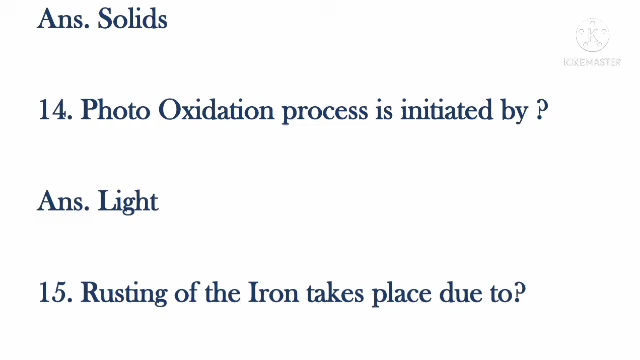 Ans. Solids
14. Photo Oxidation process is initiated by ?
Ans. Light
15. Rusting of the Iron takes place due to?
KINEMASTER